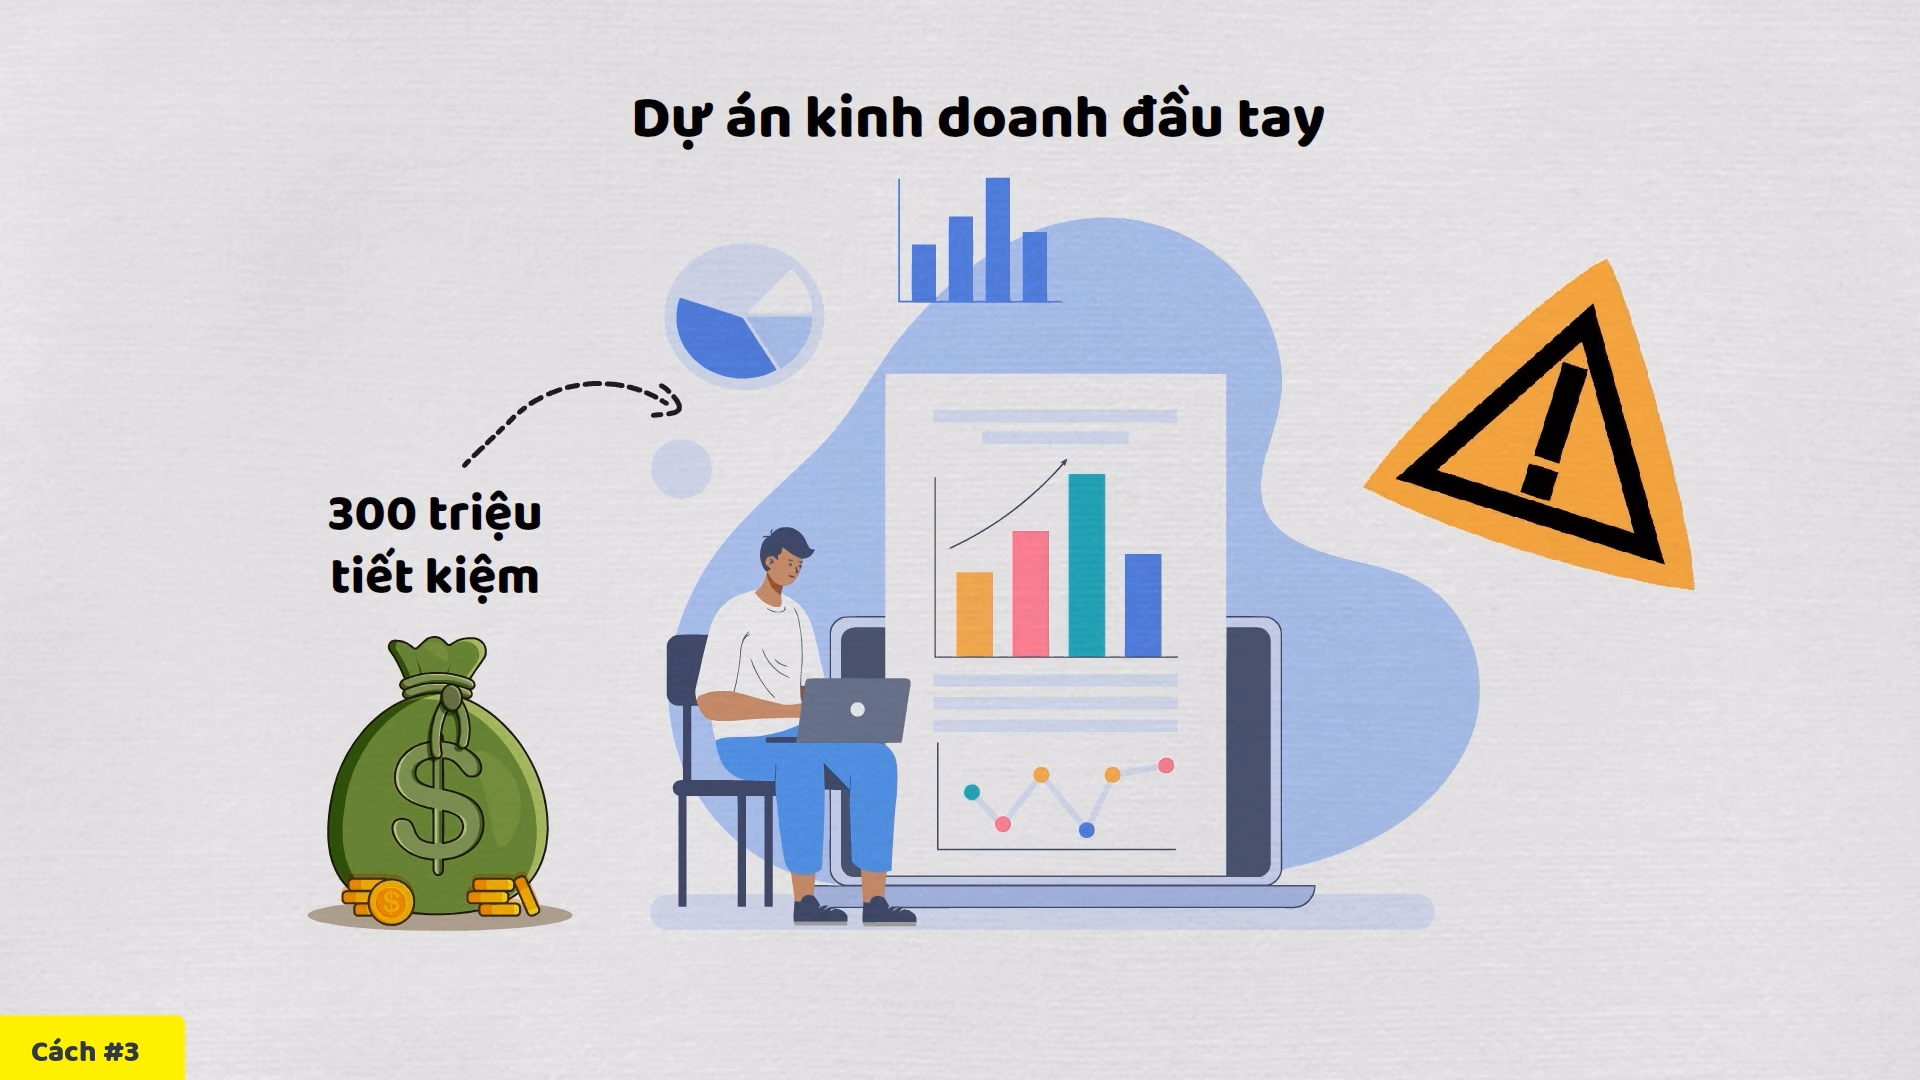 Dự án kinh doanh đầu tay
300 triệu
tiết kiệm
Cách #3